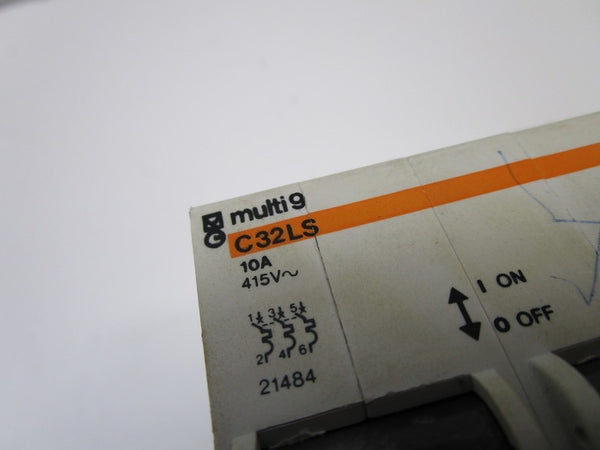 multi 9
C32LS
10A
415V~
1 3 5
2 4 6
21484
I ON
O OFF